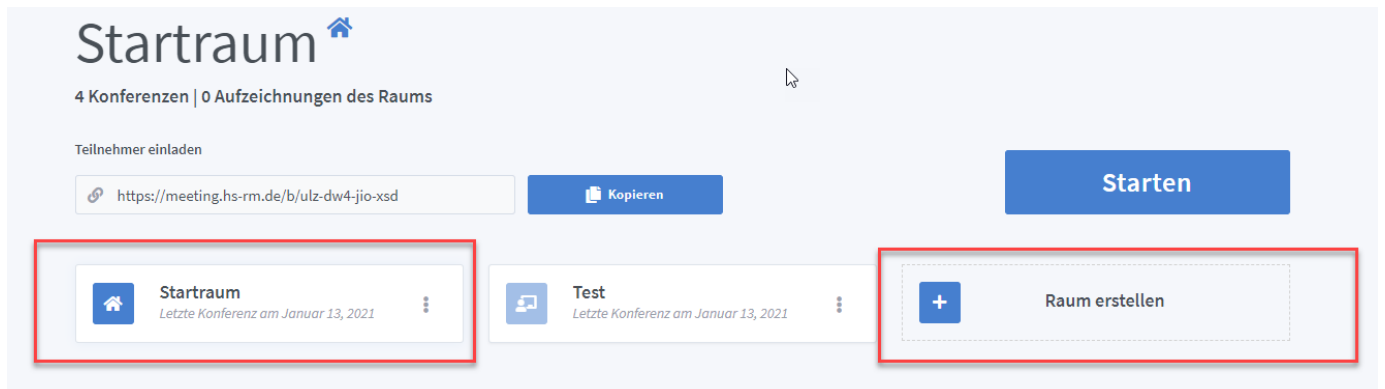 Startraum
4 Konferenzen | 0 Aufzeichnungen des Raums
Teilnehmer einladen
https://meeting.hs-rm.de/b/ulz-dw4-jio-xsd
Kopieren
Starten
Startraum
Letzte Konferenz am Januar 13, 2021
Test
Letzte Konferenz am Januar 13, 2021
Raum erstellen